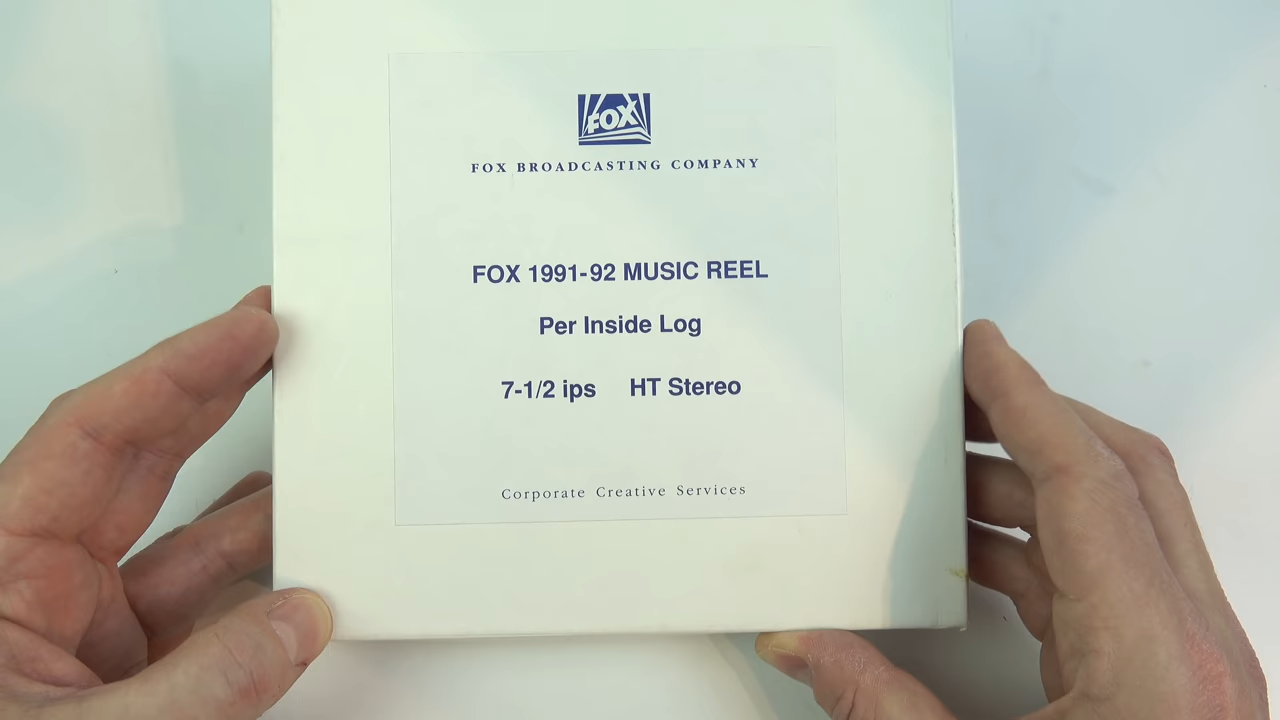 FOX
FOX BROADCASTING COMPANY
FOX 1991-92 MUSIC REEL
Per Inside Log
7-1/2 ips HT Stereo
Corporate Creative Services